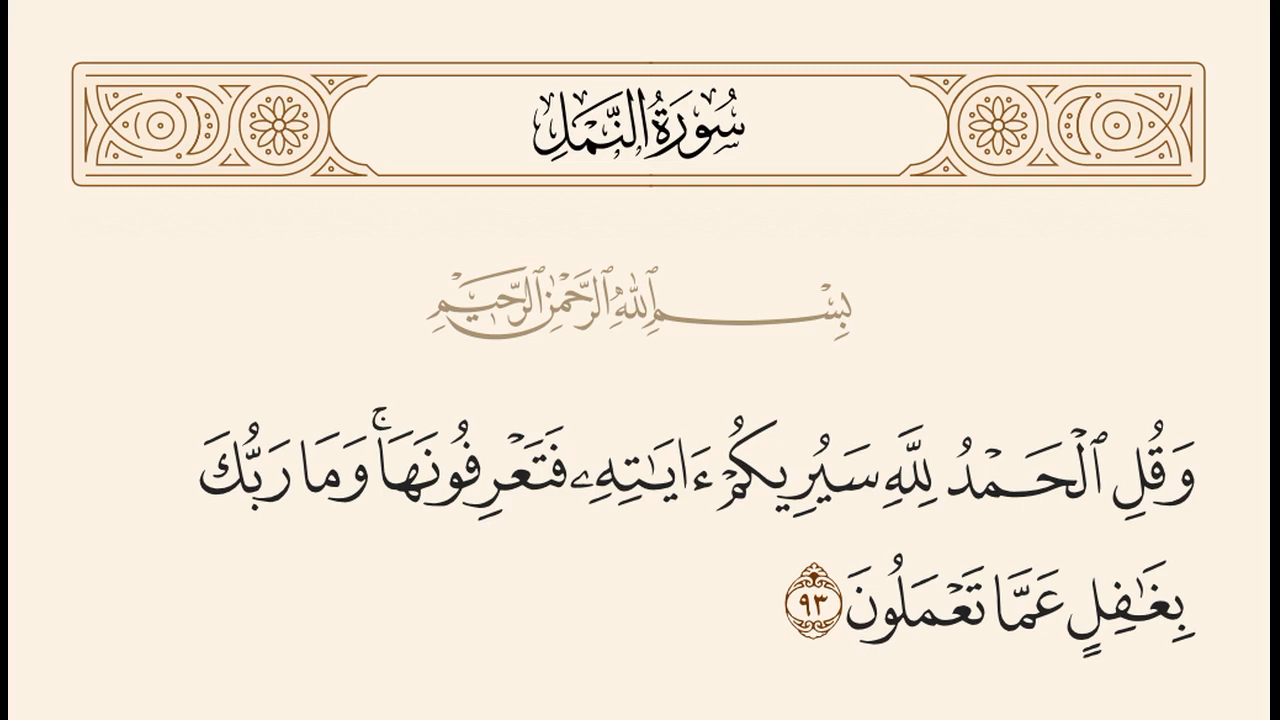 سُورَةُ النَّمْلِ
بِسْمِ ٱللَّهِ ٱلرَّحْمَٰنِ ٱلرَّحِيمِ
وَقُلِ ٱلْحَمْدُ لِلَّهِ سَيُرِيكُمْ ءَايَـٰتِهِۦ فَتَعْرِفُونَهَا ۚ وَمَا رَبُّكَ
بِغَـٰفِلٍ عَمَّا تَعْمَلُونَ ٩٣